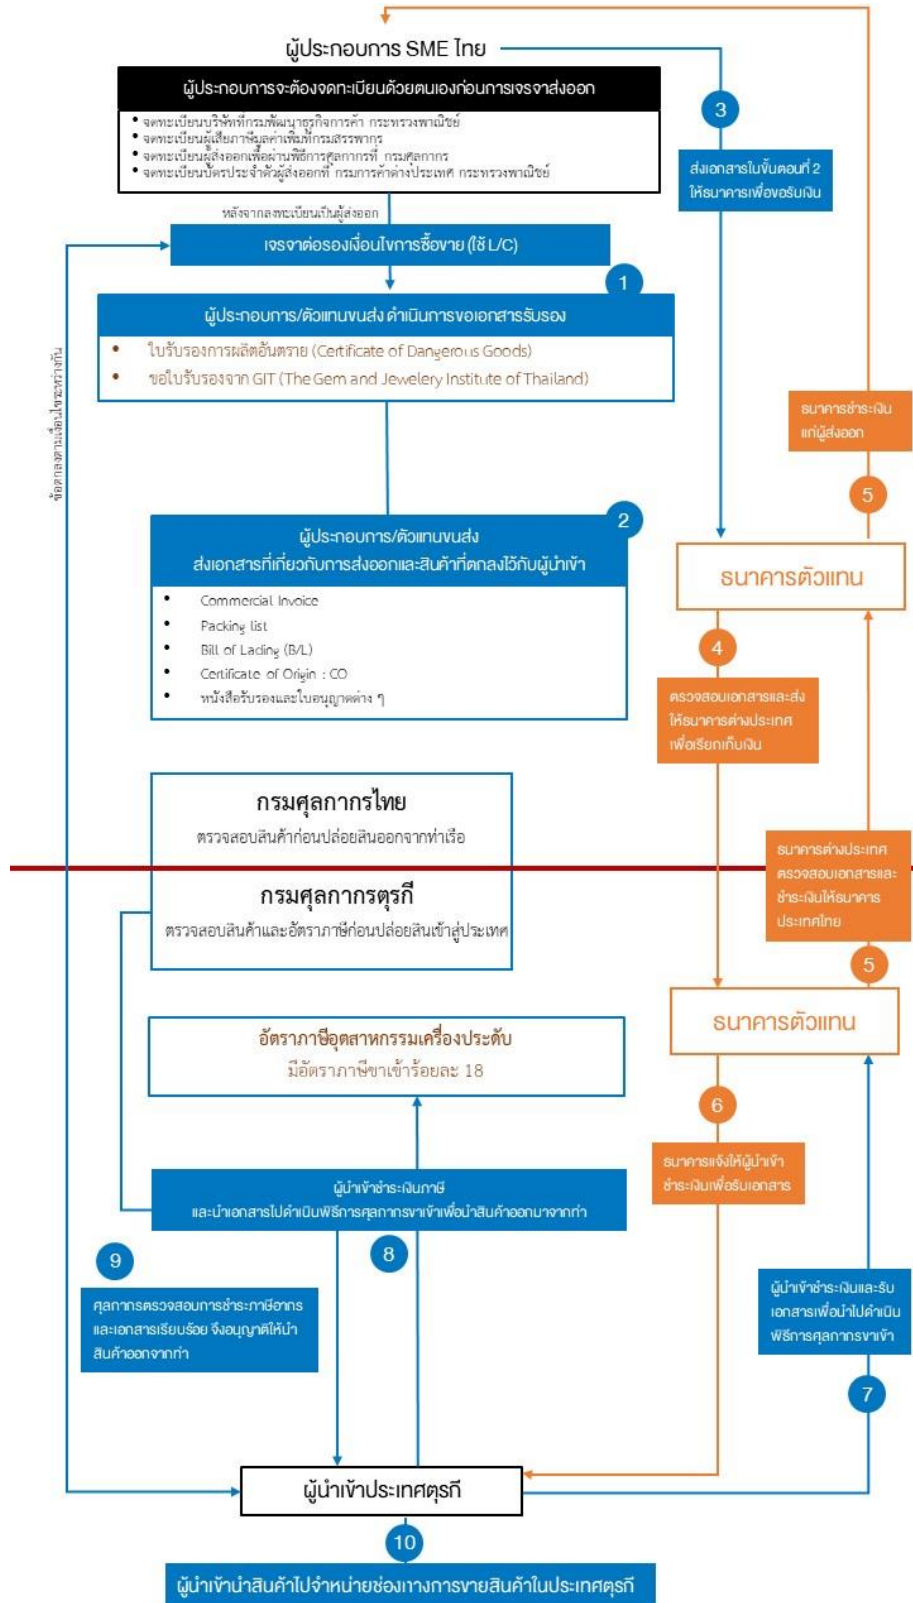 ผู้ประกอบการ SME ไทย
ผู้ประกอบการจะต้องจดทะเบียนด้วยตนเองก่อนการเจรจาส่งออก
• จดทะเบียนบริษัทที่กรมพัฒนาธุรกิจการค้า กระทรวงพาณิชย์
• จดทะเบียนผู้เสียภาษีมูลค่าเพิ่มที่กรมสรรพากร
• จดทะเบียนผู้ส่งออกเพื่อผ่านพิธีการศุลกากรที่ กรมศุลกากร
• จดทะเบียนบัตรประจำตัวผู้ส่งออกที่ กรมการค้าต่างประเทศ กระทรวงพาณิชย์
3
ส่งเอกสารในขั้นตอนที่ 2
ให้ธนาคารเพื่อขอรับเงิน
หลังจากลงทะเบียนเป็นผู้ส่งออก
เจรจาต่อรองเงื่อนไขการซื้อขาย (ใช้ L/C)
1
ผู้ประกอบการ/ตัวแทนขนส่ง ดำเนินการขอเอกสารรับรอง
• ใบรับรองการผลิตอันตราย (Certificate of Dangerous Goods)
• ขอใบรับรองจาก GIT (The Gem and Jewelery Institute of Thailand)
ข้อตกลงตามเงื่อนไขระหว่างกัน
ธนาคารชำระเงิน
แก่ผู้ส่งออก
5
2
ผู้ประกอบการ/ตัวแทนขนส่ง
ส่งเอกสารที่เกี่ยวกับการส่งออกและสินค้าที่ตกลงไว้กับผู้นำเข้า
• Commercial Invoice
• Packing list
• Bill of Lading (B/L)
• Certificate of Origin : CO
• หนังสือรับรองและใบอนุญาตต่าง ๆ
ธนาคารตัวแทน
4
ตรวจสอบเอกสารและส่ง
ให้ธนาคารต่างประเทศ
เพื่อเรียกเก็บเงิน
กรมศุลกากรไทย
ตรวจสอบสินค้าก่อนปล่อยสินออกจากท่าเรือ
กรมศุลกากรตุรกี
ตรวจสอบสินค้าและอัตราภาษีก่อนปล่อยสินเข้าสู่ประเทศ
ธนาคารต่างประเทศ
ตรวจสอบเอกสารและ
ชำระเงินให้ธนาคาร
ประเทศไทย
5
ธนาคารตัวแทน
อัตราภาษีอุตสาหกรรมเครื่องประดับ
มีอัตราภาษีขาเข้าร้อยละ 18
6
ธนาคารแจ้งให้ผู้นำเข้า
ชำระเงินเพื่อรับเอกสาร
ผู้นำเข้าชำระเงินภาษี
และนำเอกสารไปดำเนินพิธีการศุลกากรขาเข้าเพื่อนำสินค้าออกมาจากท่า
8
9
ศุลกากรตรวจสอบการชำระภาษีอากร
และเอกสารเรียบร้อย จึงอนุญาติให้นำ
สินค้าออกจากท่า
ผู้นำเข้าชำระเงินและรับ
เอกสารเพื่อนำไปดำเนิน
พิธีการศุลกากรขาเข้า
7
ผู้นำเข้าประเทศตุรกี
10
ผู้นำเข้านำสินค้าไปจำหน่ายช่องทางการขายสินค้าในประเทศตุรกี